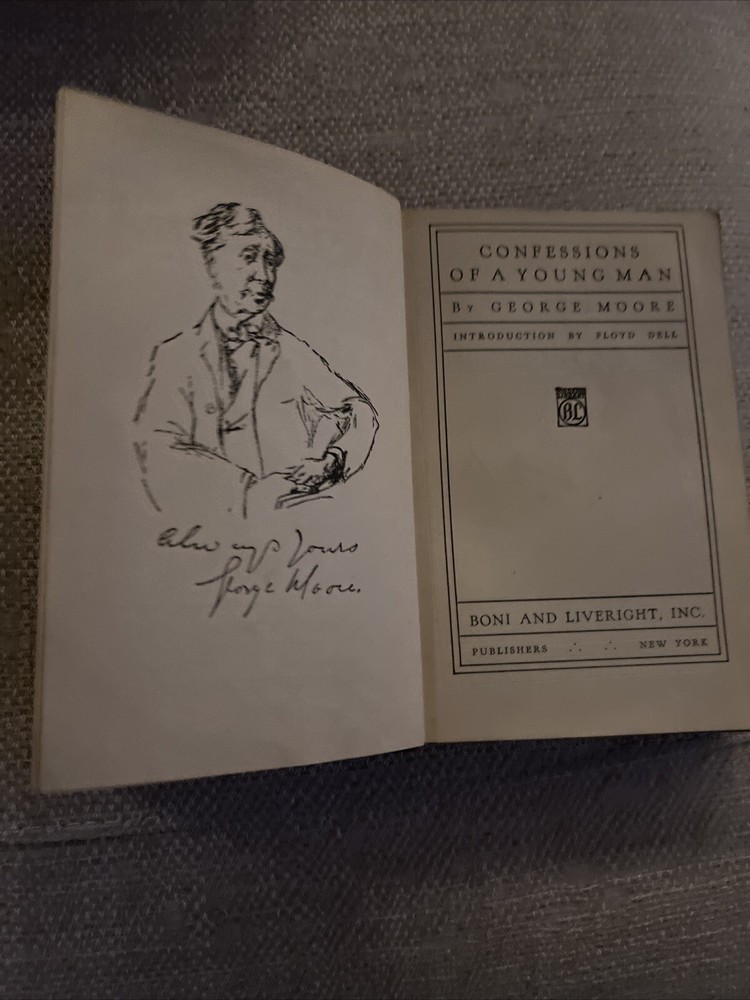 Always Yours
George Moore.
CONFESSIONS
OF A YOUNG MAN
BY GEORGE MOORE
INTRODUCTION BY FLOYD DELL
BL
BONI AND LIVERIGHT, INC.
PUBLISHERS ∴ ∴ NEW YORK